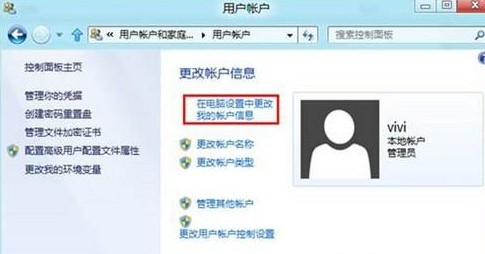 用户帐户
用户帐户和家庭... 用户帐户
搜索控制面板
控制面板主页
管理你的凭据
创建密码重置盘
管理文件加密证书
配置高级用户配置文件属性
更改我的环境变量
更改帐户信息
在电脑设置中更改
我的帐户信息
更改帐户名称
更改帐户类型
管理其他帐户
更改用户帐户控制设置
vivi
本地帐户
管理员